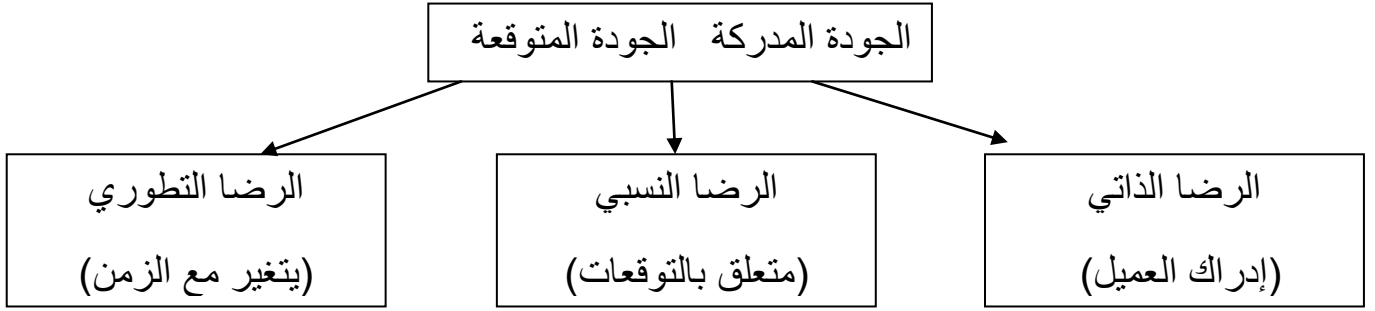 الجودة المدركة   الجودة المتوقعة
الرضا الذاتي
(إدراك العميل)
الرضا النسبي
(متعلق بالتوقعات)
الرضا التطوري
(يتغير مع الزمن)